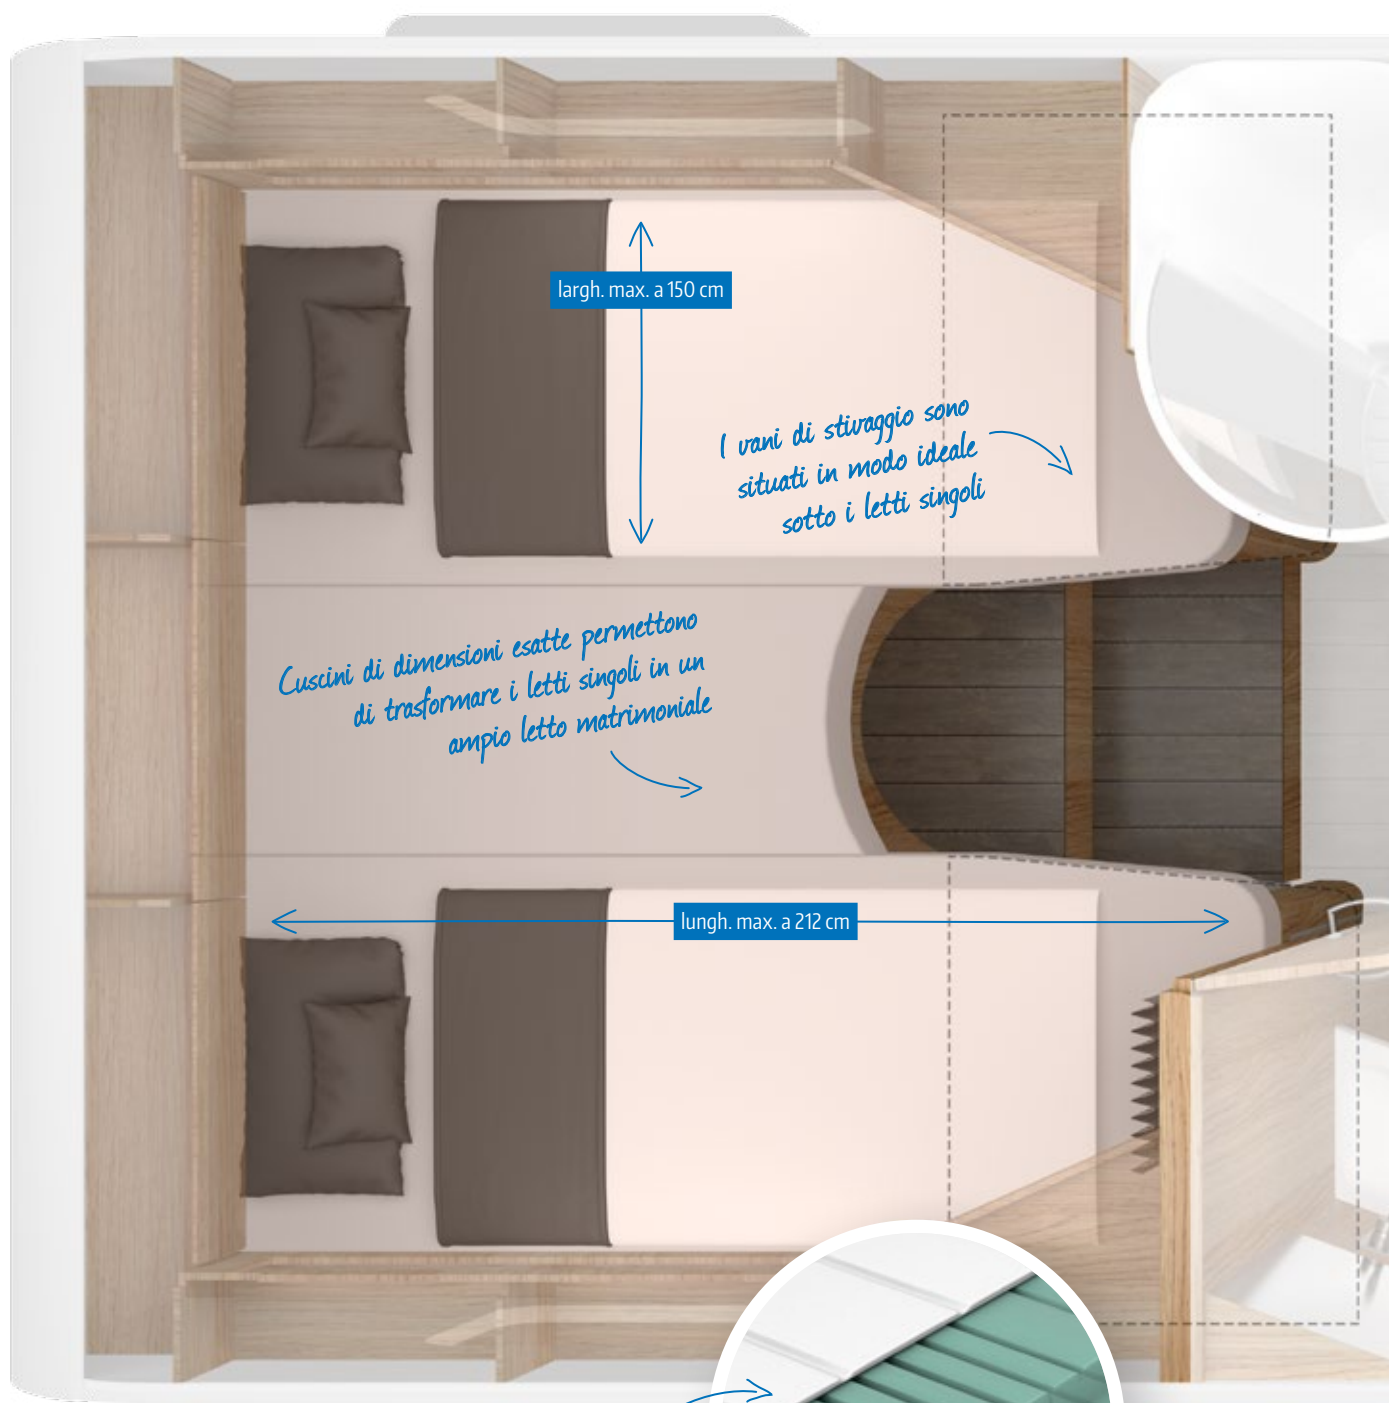 largh. max. a 150 cm
I vani di stivaggio sono
situati in modo ideale
sotto i letti singoli
Cuscini di dimensioni esatte permettono
di trasformare i letti singoli in un
ampio letto matrimoniale
lungh. max. a 212 cm